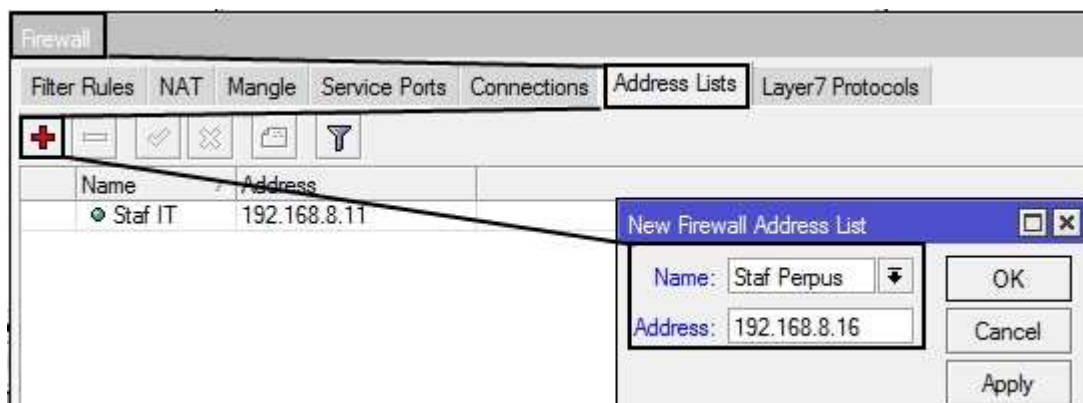 Firewall
Filter Rules NAT Mangle Service Ports Connections Address Lists Layer7 Protocols
Name Address
Staf IT 192.168.8.11
New Firewall Address List
Name: Staf Perpus
Address: 192.168.8.16
OK
Cancel
Apply